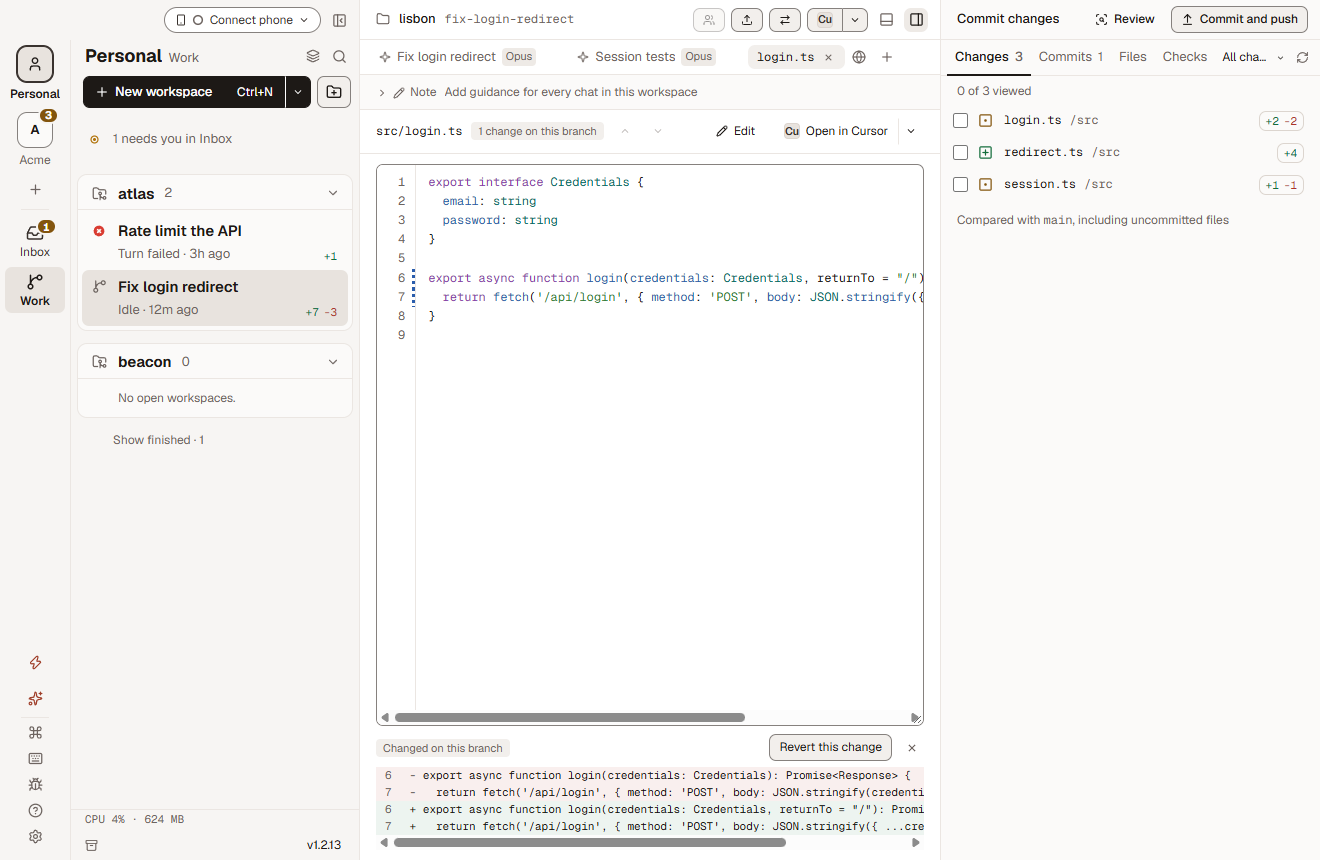 Connect phone
Personal
Acme
3
A
Inbox
1
Work
Personal Work
New workspace Ctrl+N
1 needs you in Inbox
atlas 2
Rate limit the API
Turn failed · 3h ago +1
Fix login redirect
Idle · 12m ago +7 -3
beacon 0
No open workspaces.
Show finished · 1
CPU 4% · 624 MB
v1.2.13
lisbon fix-login-redirect
Cu
Fix login redirect Opus
Session tests Opus
login.ts ×
Note Add guidance for every chat in this workspace
src/login.ts 1 change on this branch
Edit
Cu Open in Cursor
1 export interface Credentials {
2 email: string
3 password: string
4 }
5
6 export async function login(credentials: Credentials, returnTo = "/")
7 return fetch('/api/login', { method: 'POST', body: JSON.stringify({
8 }
9
Changed on this branch
Revert this change
6 - export async function login(credentials: Credentials): Promise<Response> {
7 - return fetch('/api/login', { method: 'POST', body: JSON.stringify(credenti
6 + export async function login(credentials: Credentials, returnTo = "/"): Promi
7 + return fetch('/api/login', { method: 'POST', body: JSON.stringify({ ...cre
Commit changes
Review
Commit and push
Changes 3
Commits 1
Files
Checks
All cha...
0 of 3 viewed
login.ts /src +2 -2
redirect.ts /src +4
session.ts /src +1 -1
Compared with main, including uncommitted files